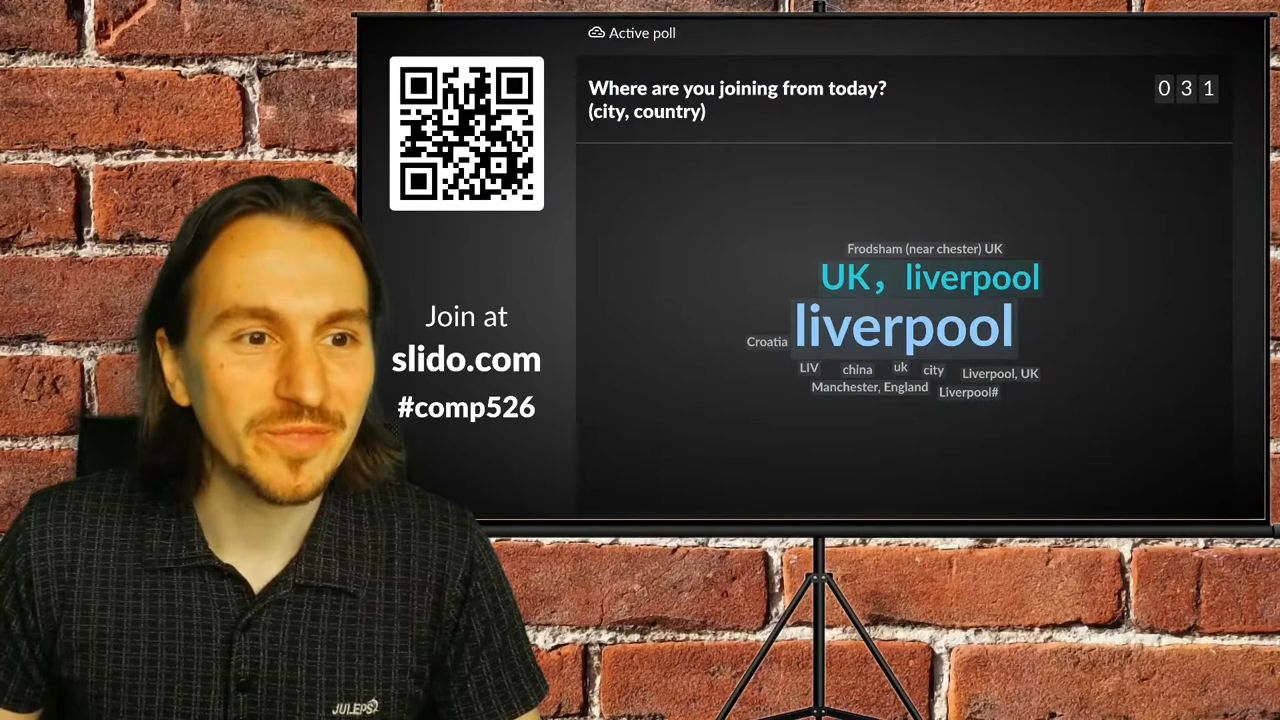 Active poll
Where are you joining from today?
(city, country)
0 3 1
Join at
slido.com
#comp526
Frodsham (near chester) UK
UK，liverpool
liverpool
Croatia
LIV
china
uk
city
Liverpool, UK
Manchester, England
Liverpool#
JULEPS